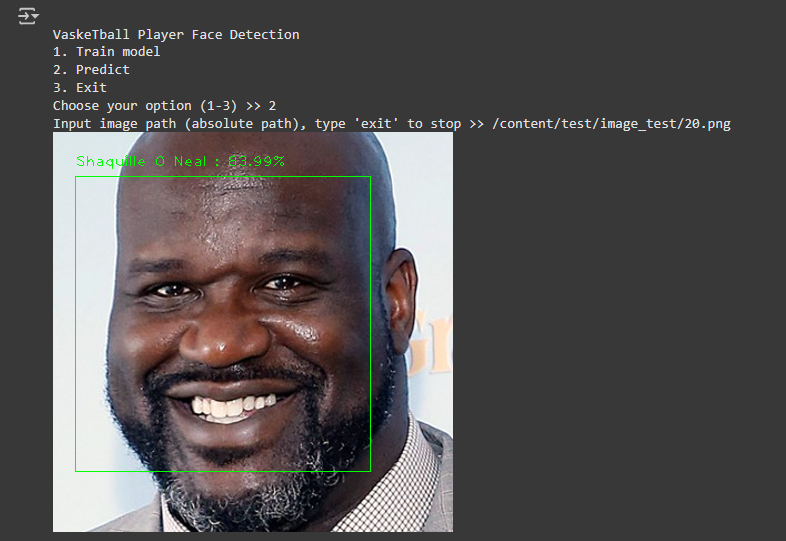 VaskeTball Player Face Detection
1. Train model
2. Predict
3. Exit
Choose your option (1-3) >> 2
Input image path (absolute path), type 'exit' to stop >> /content/test/image_test/20.png
Shaquille O Neal : 83.99%